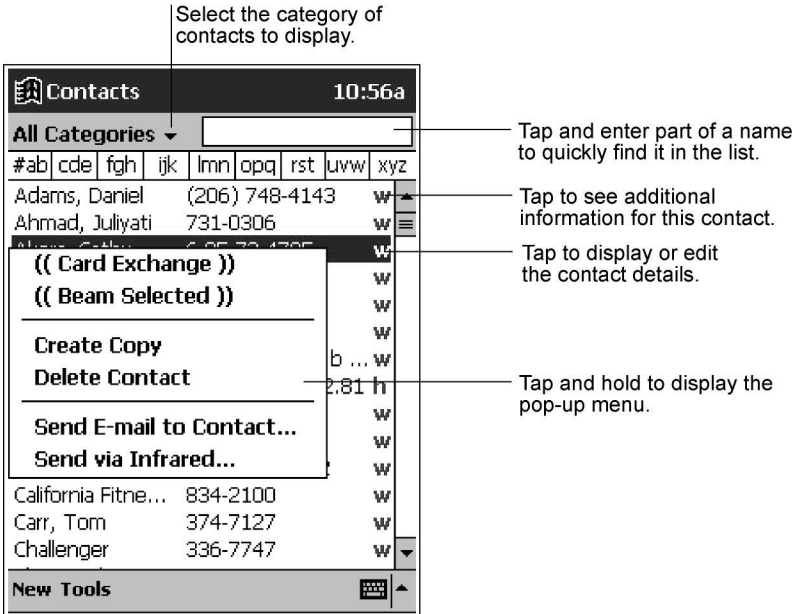 Select the category of
contacts to display.
Contacts 10:56a
All Categories
Tap and enter part of a name
to quickly find it in the list.
#ab cde fgh ijk lmn opq rst uvw xyz
Adams, Daniel (206) 748-4143 w
Tap to see additional
information for this contact.
Ahmad, Juliyati 731-0306 w
w
Tap to display or edit
the contact details.
(( Card Exchange )) w
(( Beam Selected )) w
w
Create Copy b ... w
Delete Contact 2.81 h
Tap and hold to display the
pop-up menu.
w
Send E-mail to Contact... w
Send via Infrared... w
California Fitne... 834-2100 w
Carr, Tom 374-7127 w
Challenger 336-7747 w
New Tools